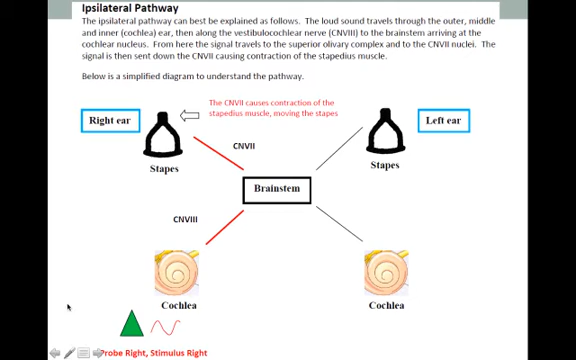 Ipsilateral Pathway
The ipsilateral pathway can best be explained as follows. The loud sound travels through the outer, middle
and inner (cochlea) ear, then along the vestibulocochlear nerve (CNVIII) to the brainstem arriving at the
cochlear nucleus. From here the signal travels to the superior olivary complex and to the CNVII nuclei. The
signal is then sent down the CNVII causing contraction of the stapedius muscle.
Below is a simplified diagram to understand the pathway.
The CNVII causes contraction of the
stapedius muscle, moving the stapes
Right ear
Left ear
CNVII
Stapes
Stapes
Brainstem
CNVIII
Cochlea
Cochlea
Probe Right, Stimulus Right